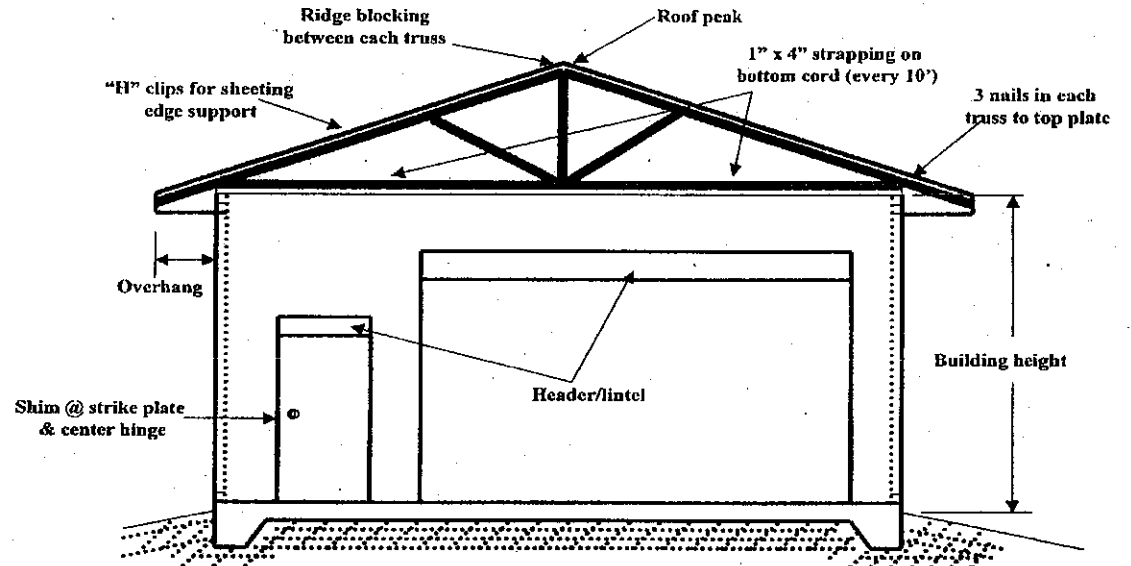 Ridge blocking
between each truss
Roof peak
1” x 4” strapping on
bottom cord (every 10’)
“H” clips for sheeting
edge support
3 nails in each
truss to top plate
Overhang
Building height
Header/lintel
Shim @ strike plate
& center hinge